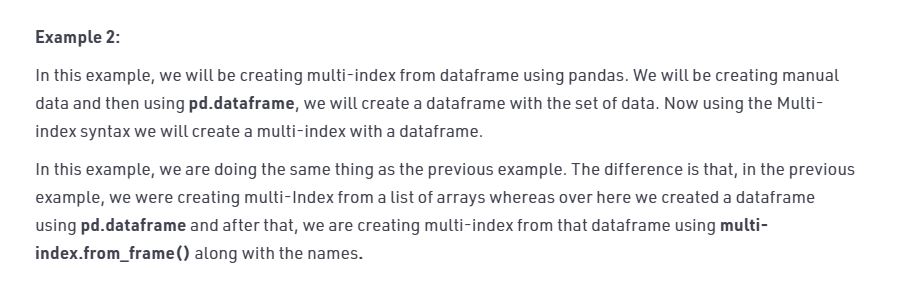 Example 2:
In this example, we will be creating multi-index from dataframe using pandas. We will be creating manual
data and then using pd.dataframe, we will create a dataframe with the set of data. Now using the Multi-
index syntax we will create a multi-index with a dataframe.
In this example, we are doing the same thing as the previous example. The difference is that, in the previous
example, we were creating multi-Index from a list of arrays whereas over here we created a dataframe
using pd.dataframe and after that, we are creating multi-index from that dataframe using multi-
index.from_frame() along with the names.